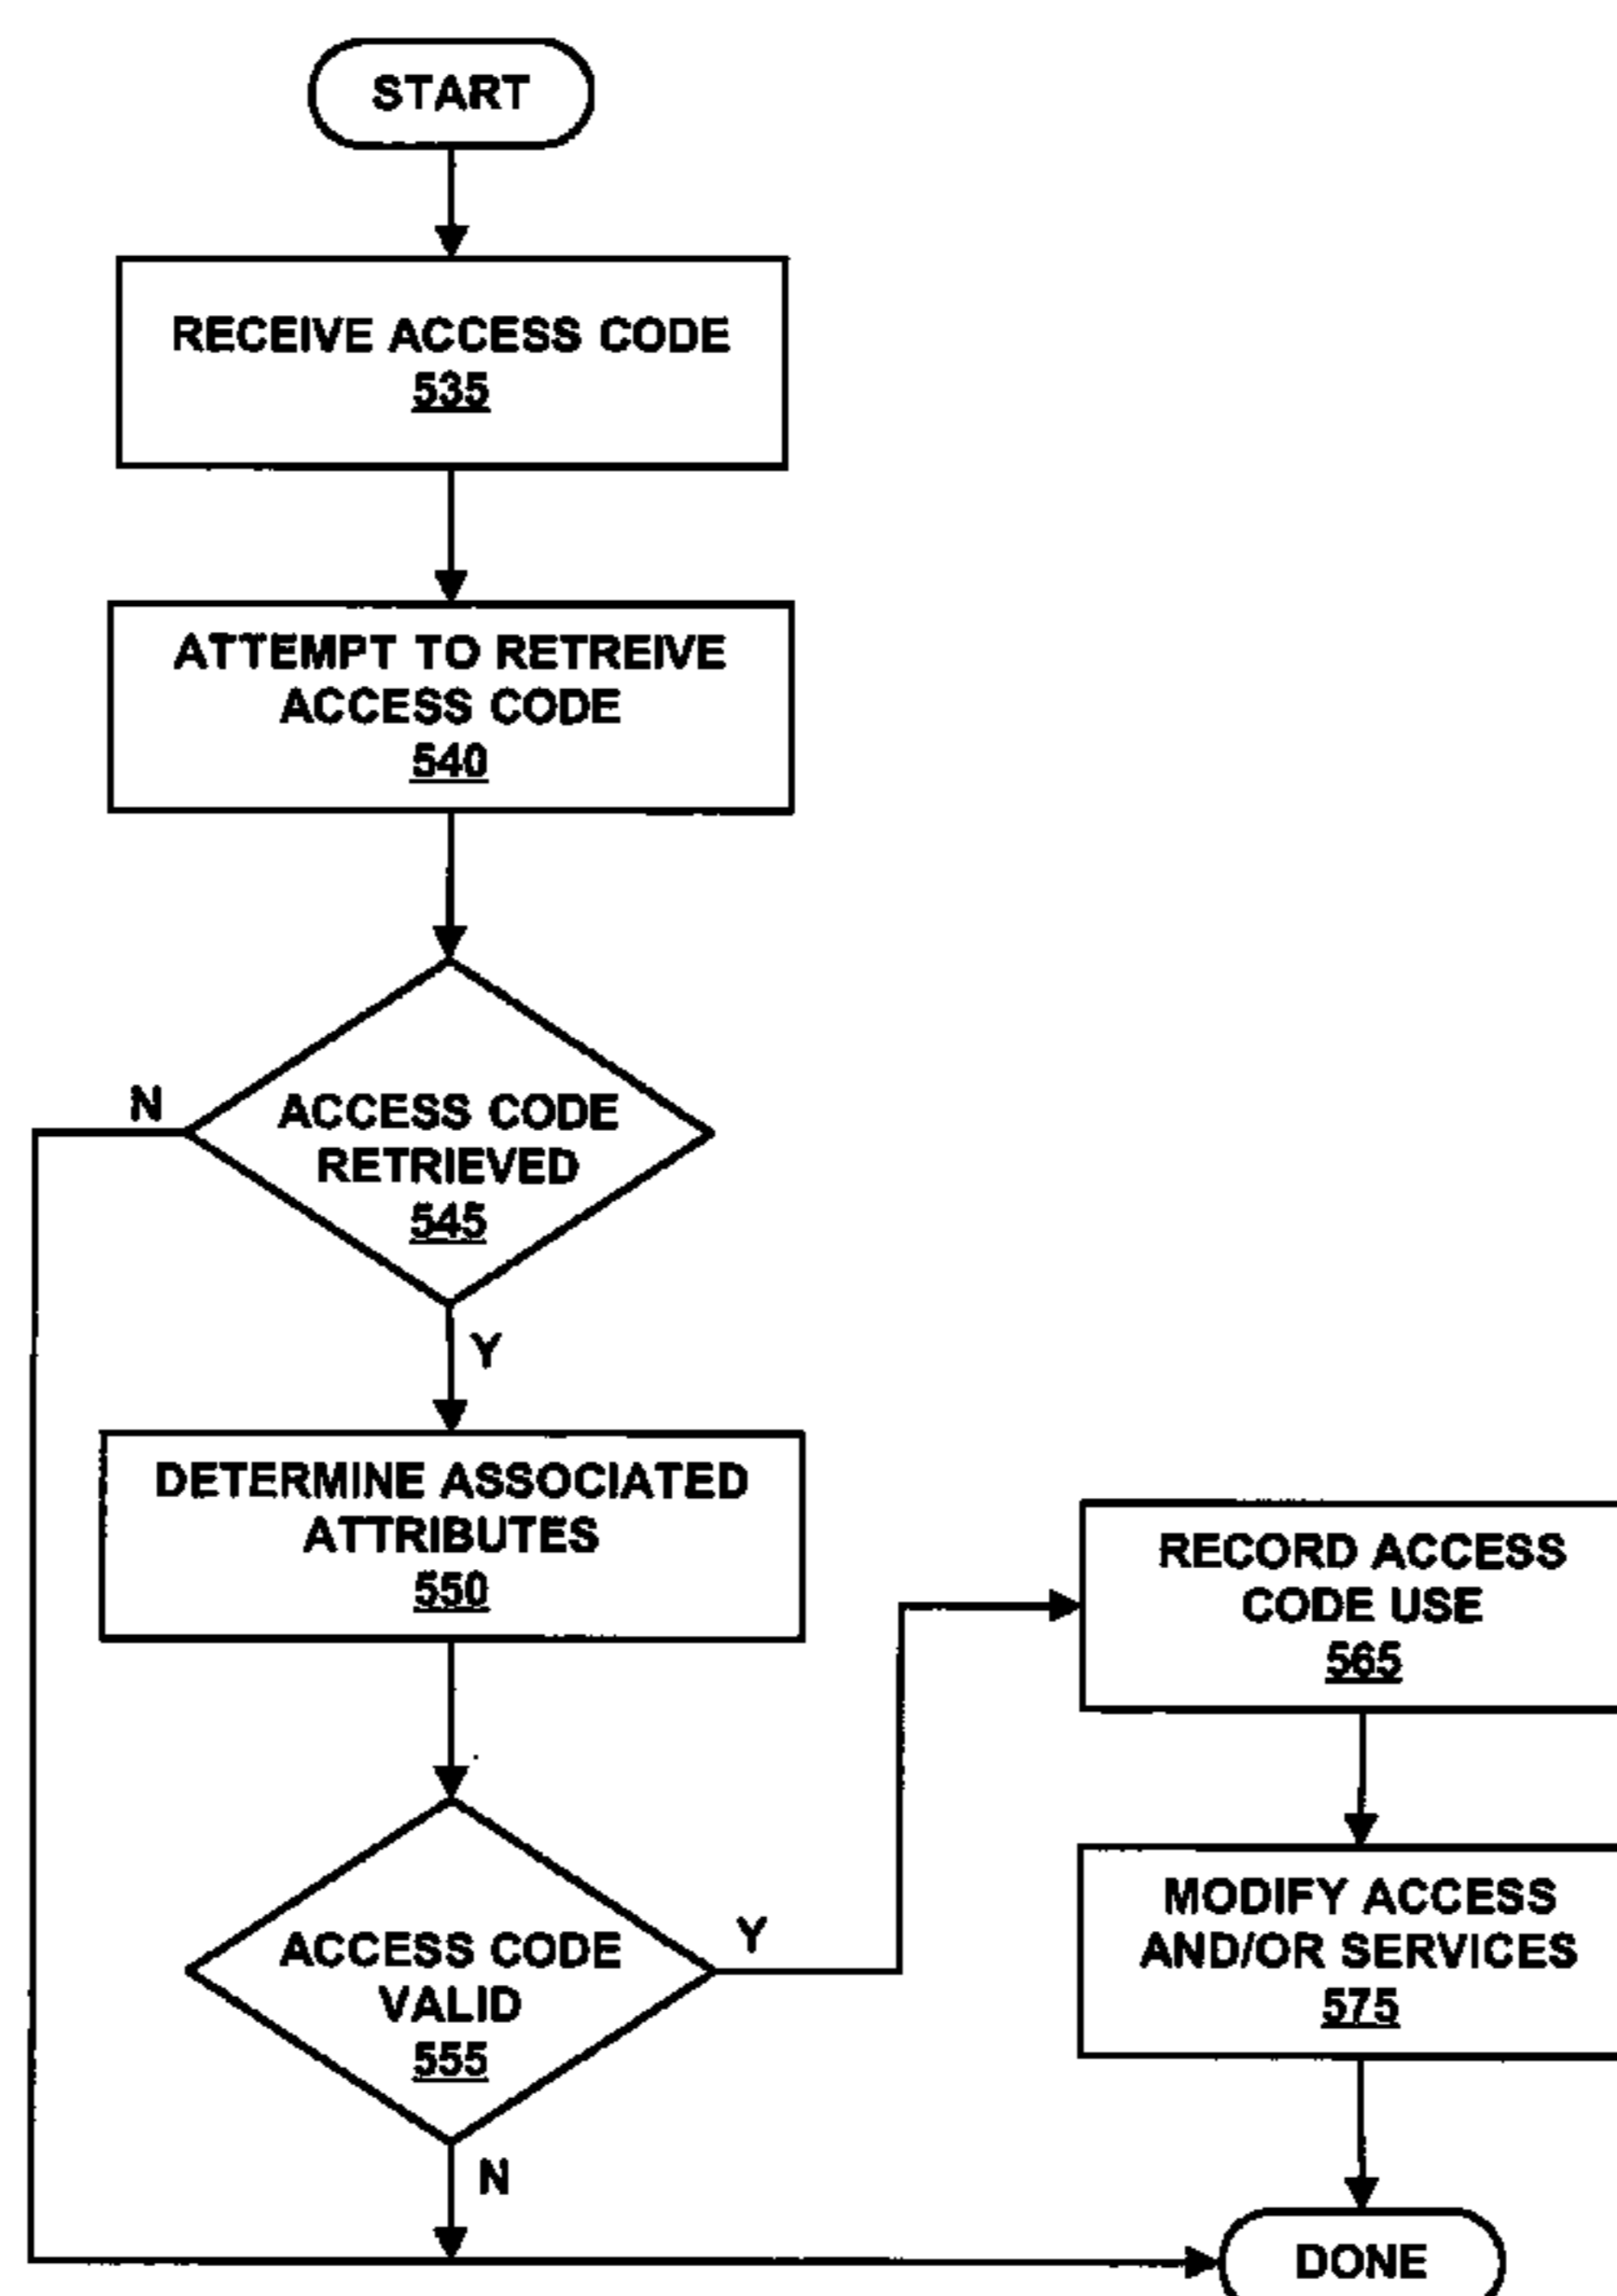 START
RECEIVE ACCESS CODE
535
ATTEMPT TO RETREIVE
ACCESS CODE
540
N
ACCESS CODE
RETRIEVED
545
Y
DETERMINE ASSOCIATED
ATTRIBUTES
550
RECORD ACCESS
CODE USE
565
ACCESS CODE
VALID
555
Y
MODIFY ACCESS
AND/OR SERVICES
575
N
DONE